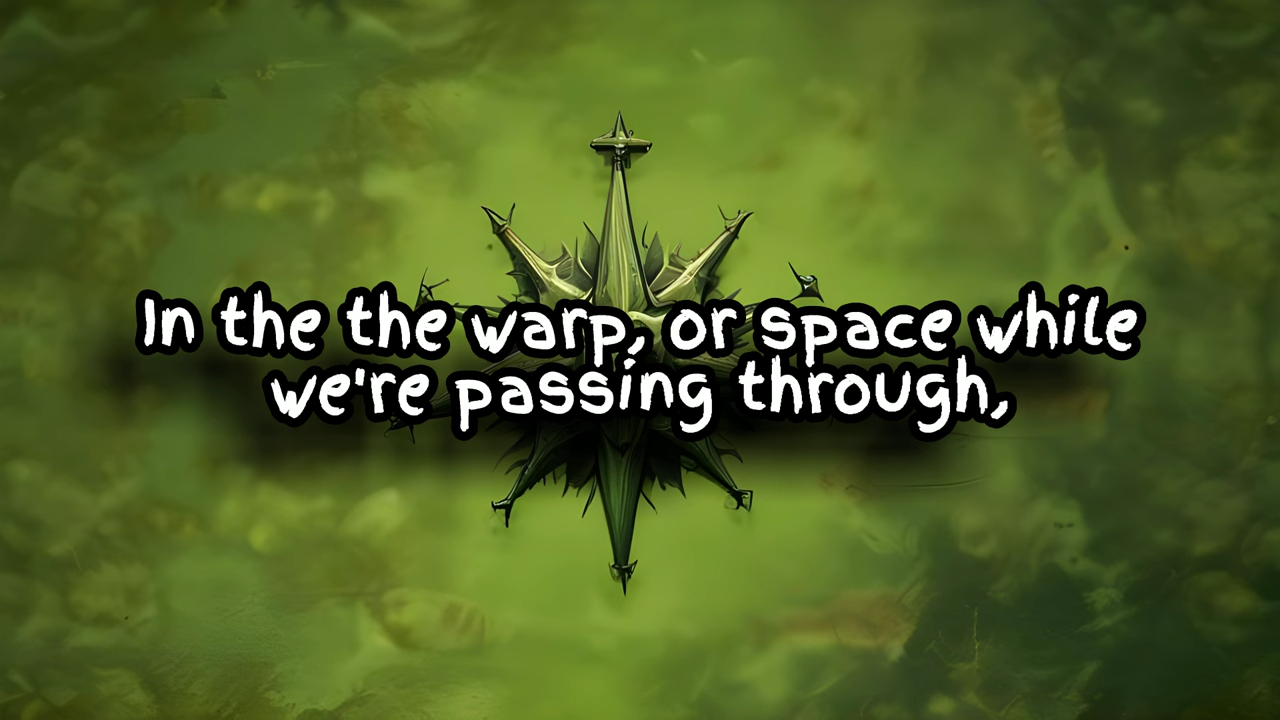 In the the warp, or space while
we're passing through,